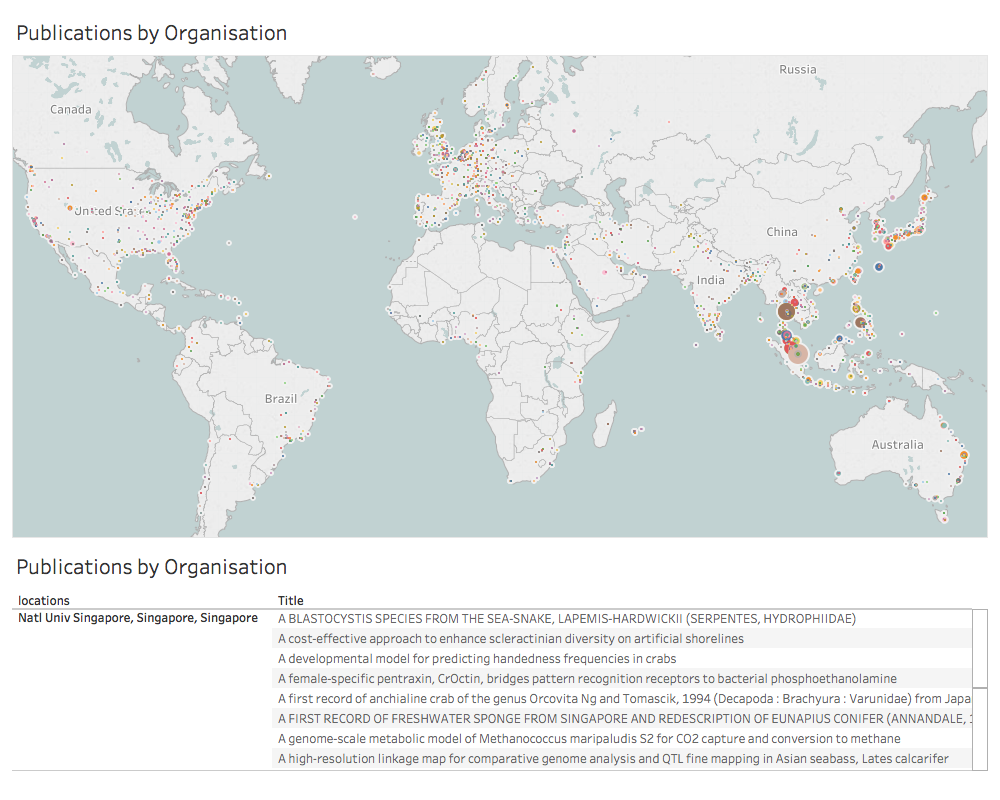 Publications by Organisation
Russia
Canada
United States
China
India
Brazil
Australia
Publications by Organisation
locations Title
Natl Univ Singapore, Singapore, Singapore A BLASTOCYSTIS SPECIES FROM THE SEA-SNAKE, LAPEMIS-HARDWICKII (SERPENTES, HYDROPHIIDAE)
A cost-effective approach to enhance scleractinian diversity on artificial shorelines
A developmental model for predicting handedness frequencies in crabs
A female-specific pentraxin, CrOctin, bridges pattern recognition receptors to bacterial phosphoethanolamine
A first record of anchialine crab of the genus Orcovita Ng and Tomascik, 1994 (Decapoda : Brachyura : Varunidae) from Japa
A FIRST RECORD OF FRESHWATER SPONGE FROM SINGAPORE AND REDESCRIPTION OF EUNAPIUS CONIFER (ANNANDALE, 1
A genome-scale metabolic model of Methanococcus maripaludis S2 for CO2 capture and conversion to methane
A high-resolution linkage map for comparative genome analysis and QTL fine mapping in Asian seabass, Lates calcarifer